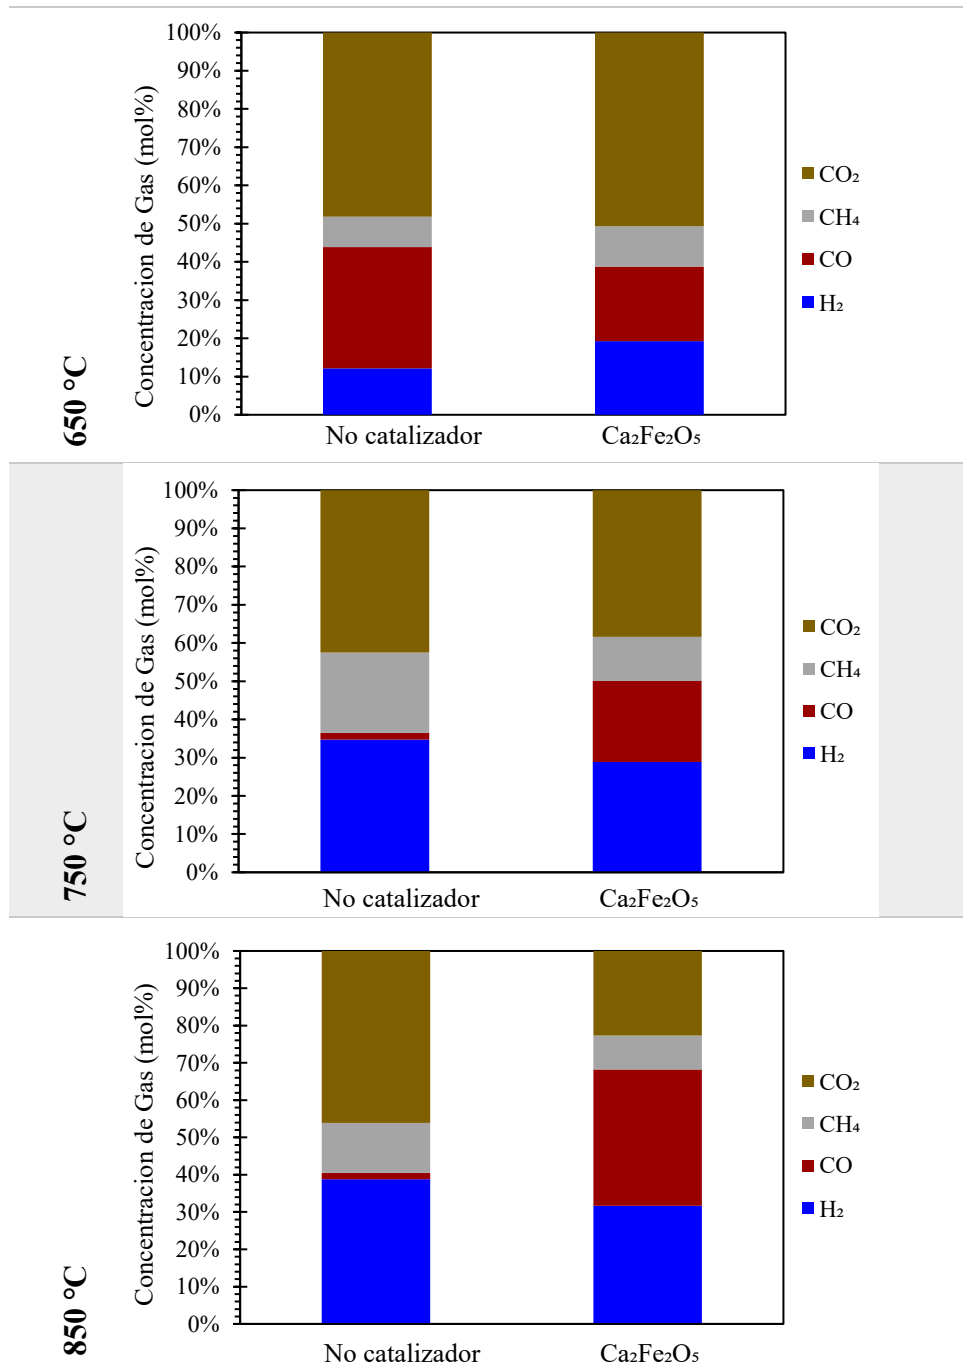 650 °C
Concentracion de Gas (mol%)
100%
90%
80%
70%
60%
50%
40%
30%
20%
10%
0%
No catalizador
Ca₂Fe₂O₅
CO₂
CH₄
CO
H₂
750 °C
Concentracion de Gas (mol%)
100%
90%
80%
70%
60%
50%
40%
30%
20%
10%
0%
No catalizador
Ca₂Fe₂O₅
CO₂
CH₄
CO
H₂
850 °C
Concentracion de Gas (mol%)
100%
90%
80%
70%
60%
50%
40%
30%
20%
10%
0%
No catalizador
Ca₂Fe₂O₅
CO₂
CH₄
CO
H₂